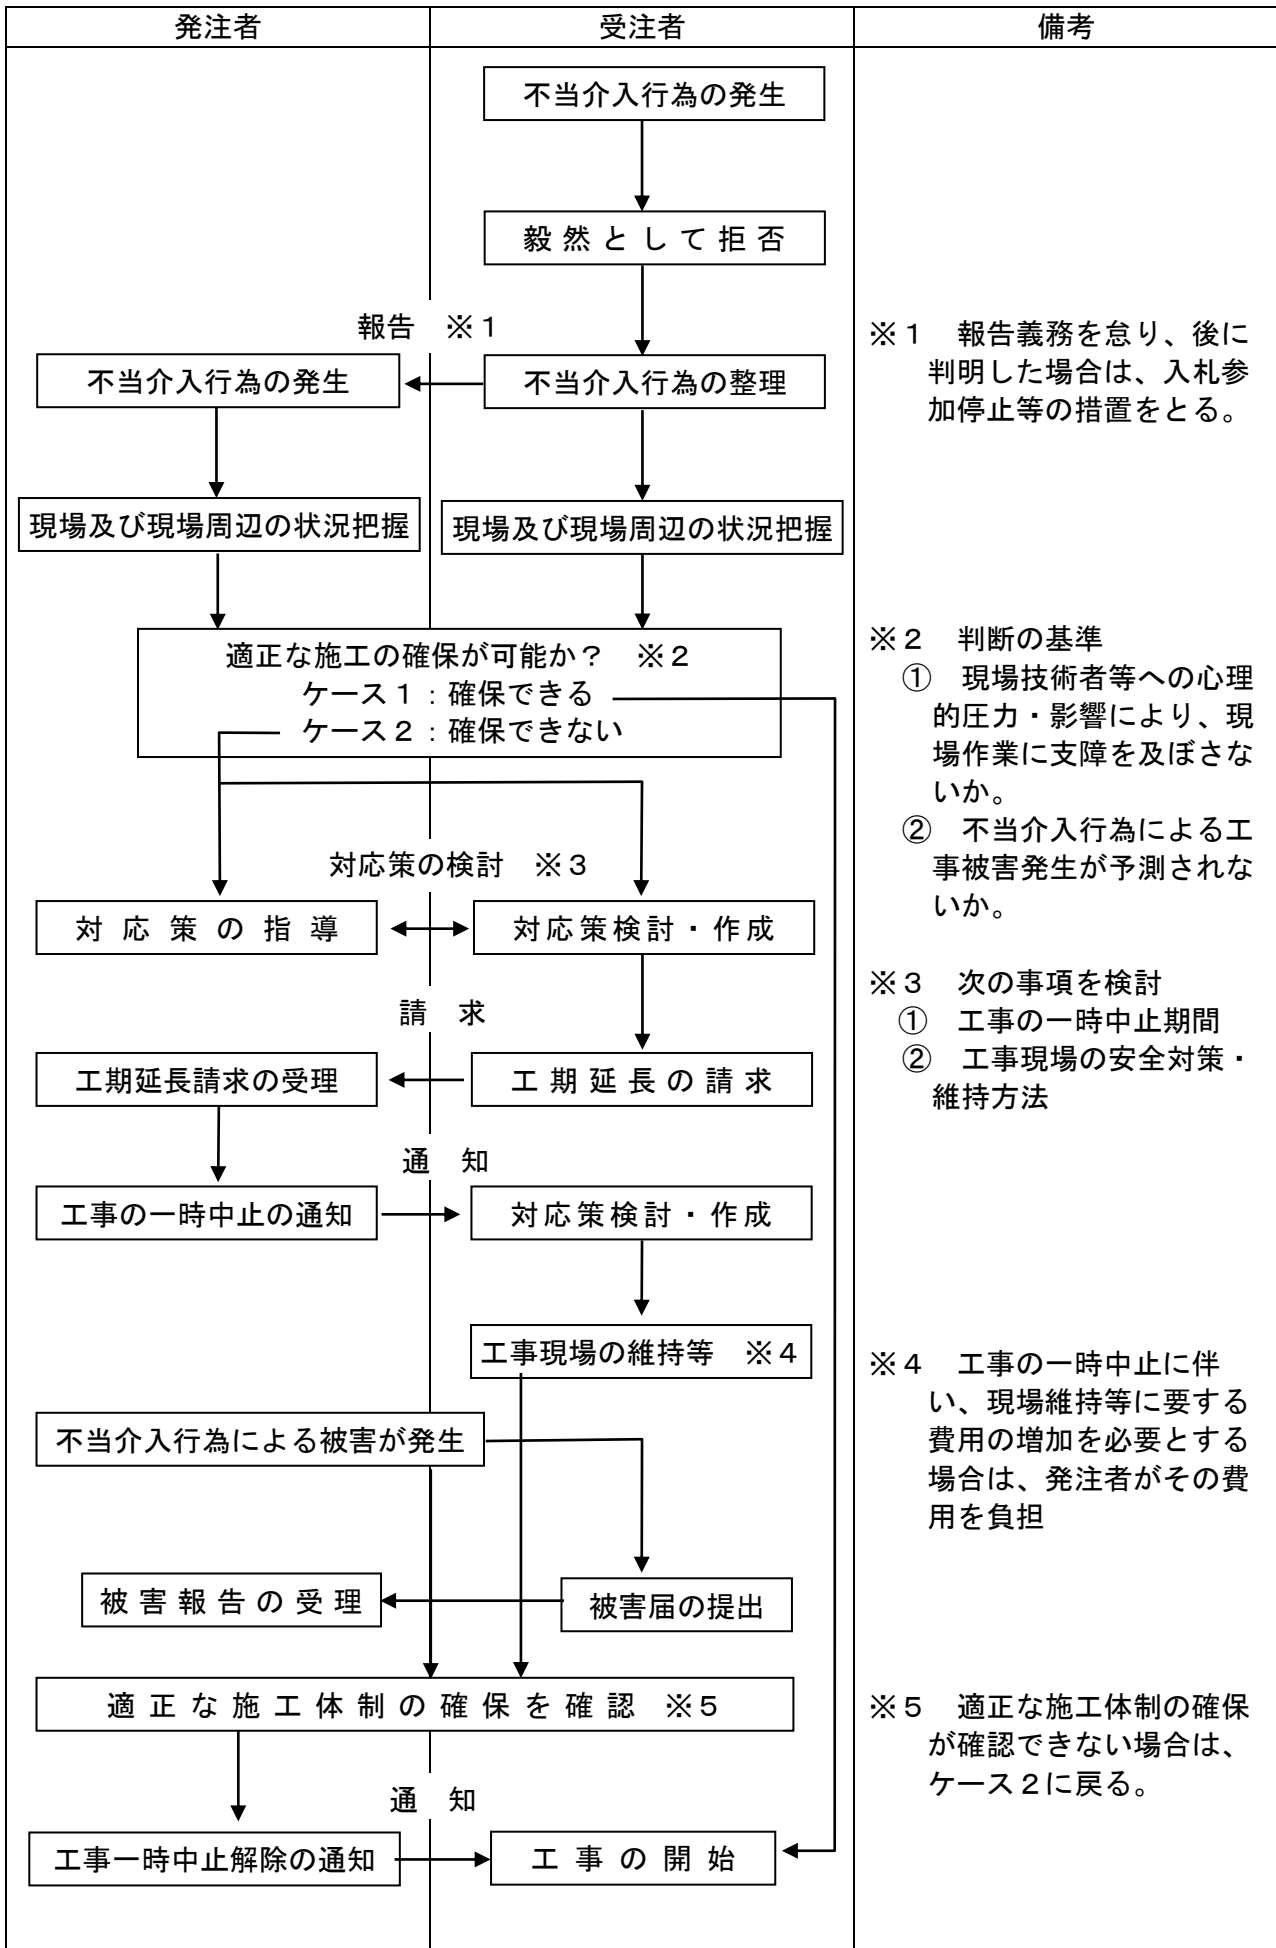 発注者
受注者
備考
不当介入行為の発生
毅然として拒否
報告　※１
不当介入行為の発生
不当介入行為の整理
※１　報告義務を怠り、後に
判明した場合は、入札参
加停止等の措置をとる。
現場及び現場周辺の状況把握
現場及び現場周辺の状況把握
適正な施工の確保が可能か？　※２
ケース１：確保できる
ケース２：確保できない
※２　判断の基準
①　現場技術者等への心理
的圧力・影響により、現
場作業に支障を及ぼさな
いか。
②　不当介入行為による工
事被害発生が予測されな
いか。
対応策の検討　※３
対応策の指導
対応策検討・作成
※３　次の事項を検討
①　工事の一時中止期間
②　工事現場の安全対策・
維持方法
請　求
工期延長請求の受理
工期延長の請求
通　知
工事の一時中止の通知
対応策検討・作成
工事現場の維持等　※４
※４　工事の一時中止に伴
い、現場維持等に要する
費用の増加を必要とする
場合は、発注者がその費
用を負担
不当介入行為による被害が発生
被害報告の受理
被害届の提出
適正な施工体制の確保を確認　※５
※５　適正な施工体制の確保
が確認できない場合は、
ケース２に戻る。
通　知
工事一時中止解除の通知
工事の開始